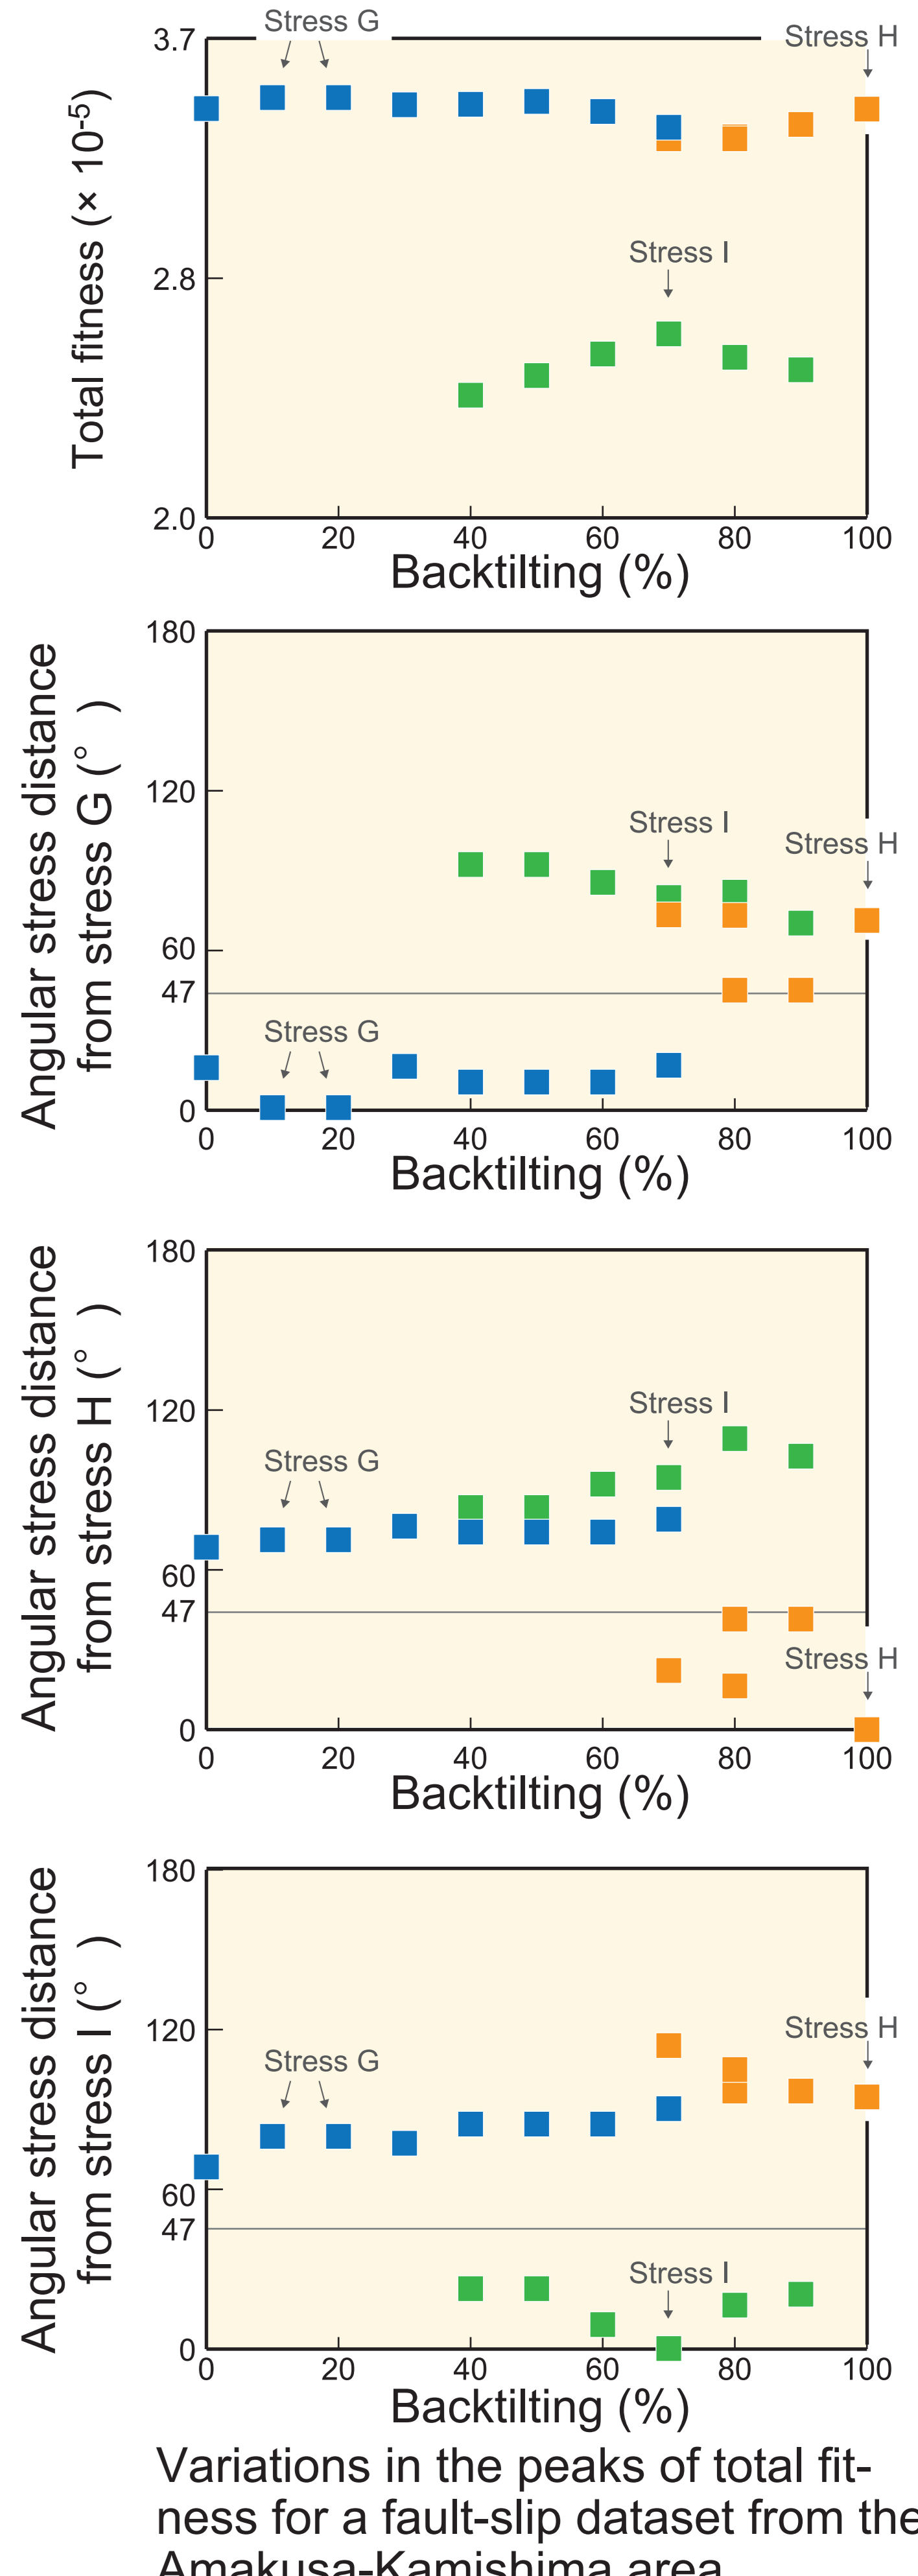 Stress G
Stress H
3.7
2.8
2.0
Total fitness (× 10-5)
Stress I
0 20 40 60 80 100
Backtilting (%)
180
120
60
47
0
Angular stress distance
from stress G (° )
Stress I
Stress H
Stress G
0 20 40 60 80 100
Backtilting (%)
180
120
60
47
0
Angular stress distance
from stress H (° )
Stress I
Stress G
Stress H
0 20 40 60 80 100
Backtilting (%)
180
120
60
47
0
Angular stress distance
from stress I (° )
Stress H
Stress G
Stress I
0 20 40 60 80 100
Backtilting (%)
Variations in the peaks of total fit-
ness for a fault-slip dataset from the
Amakusa-Kamishima area